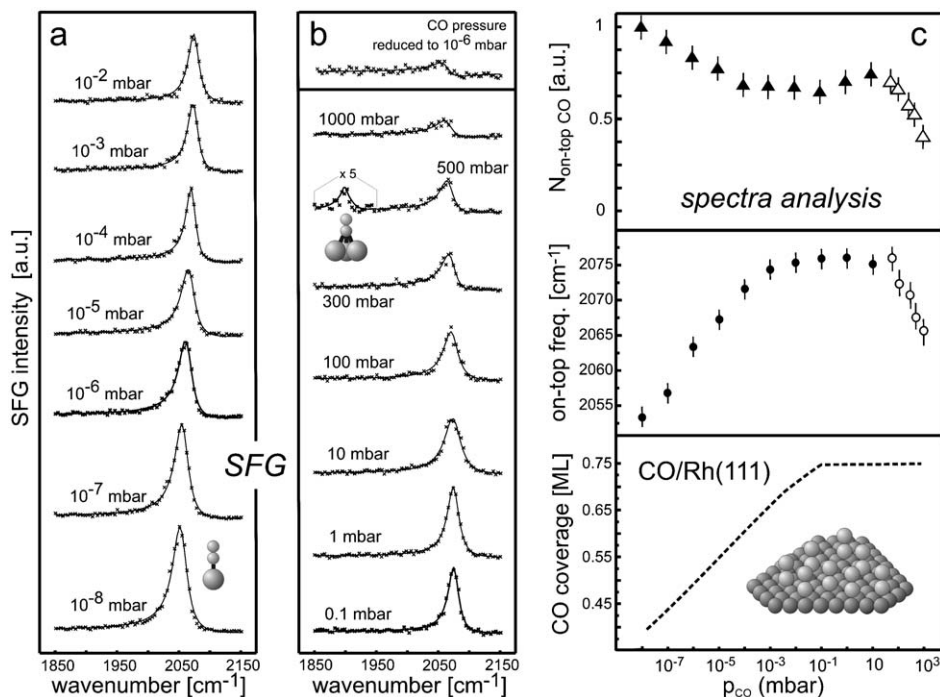 a
10⁻² mbar
10⁻³ mbar
10⁻⁴ mbar
10⁻⁵ mbar
10⁻⁶ mbar
10⁻⁷ mbar
10⁻⁸ mbar
SFG intensity [a.u.]
1850 1950 2050 2150
wavenumber [cm⁻¹]
SFG
b
CO pressure
reduced to 10⁻⁶ mbar
1000 mbar
500 mbar
x 5
300 mbar
100 mbar
10 mbar
1 mbar
0.1 mbar
1850 1950 2050 2150
wavenumber [cm⁻¹]
c
N on-top CO [a.u.]
1
0.5
0
spectra analysis
on-top freq. [cm⁻¹]
2075
2070
2065
2060
2055
CO coverage [ML]
0.75
0.65
0.55
0.45
CO/Rh(111)
10⁻⁷ 10⁻⁵ 10⁻³ 10⁻¹ 10 10³
pCO (mbar)